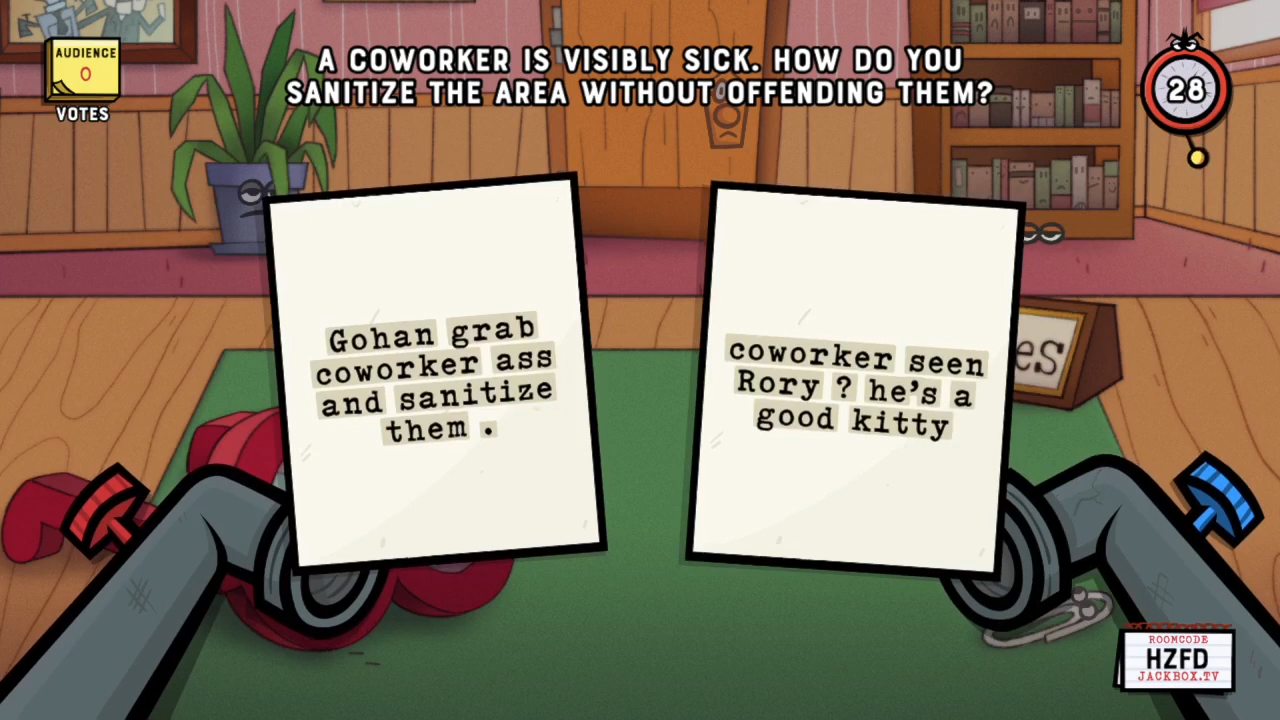 AUDIENCE
0
VOTES
A COWORKER IS VISIBLY SICK. HOW DO YOU
SANITIZE THE AREA WITHOUT OFFENDING THEM?
28
Gohan grab
coworker ass
and sanitize
them .
coworker seen
Rory ? he's a
good kitty
es
ROOMCODE
HZFD
JACKBOX.TV